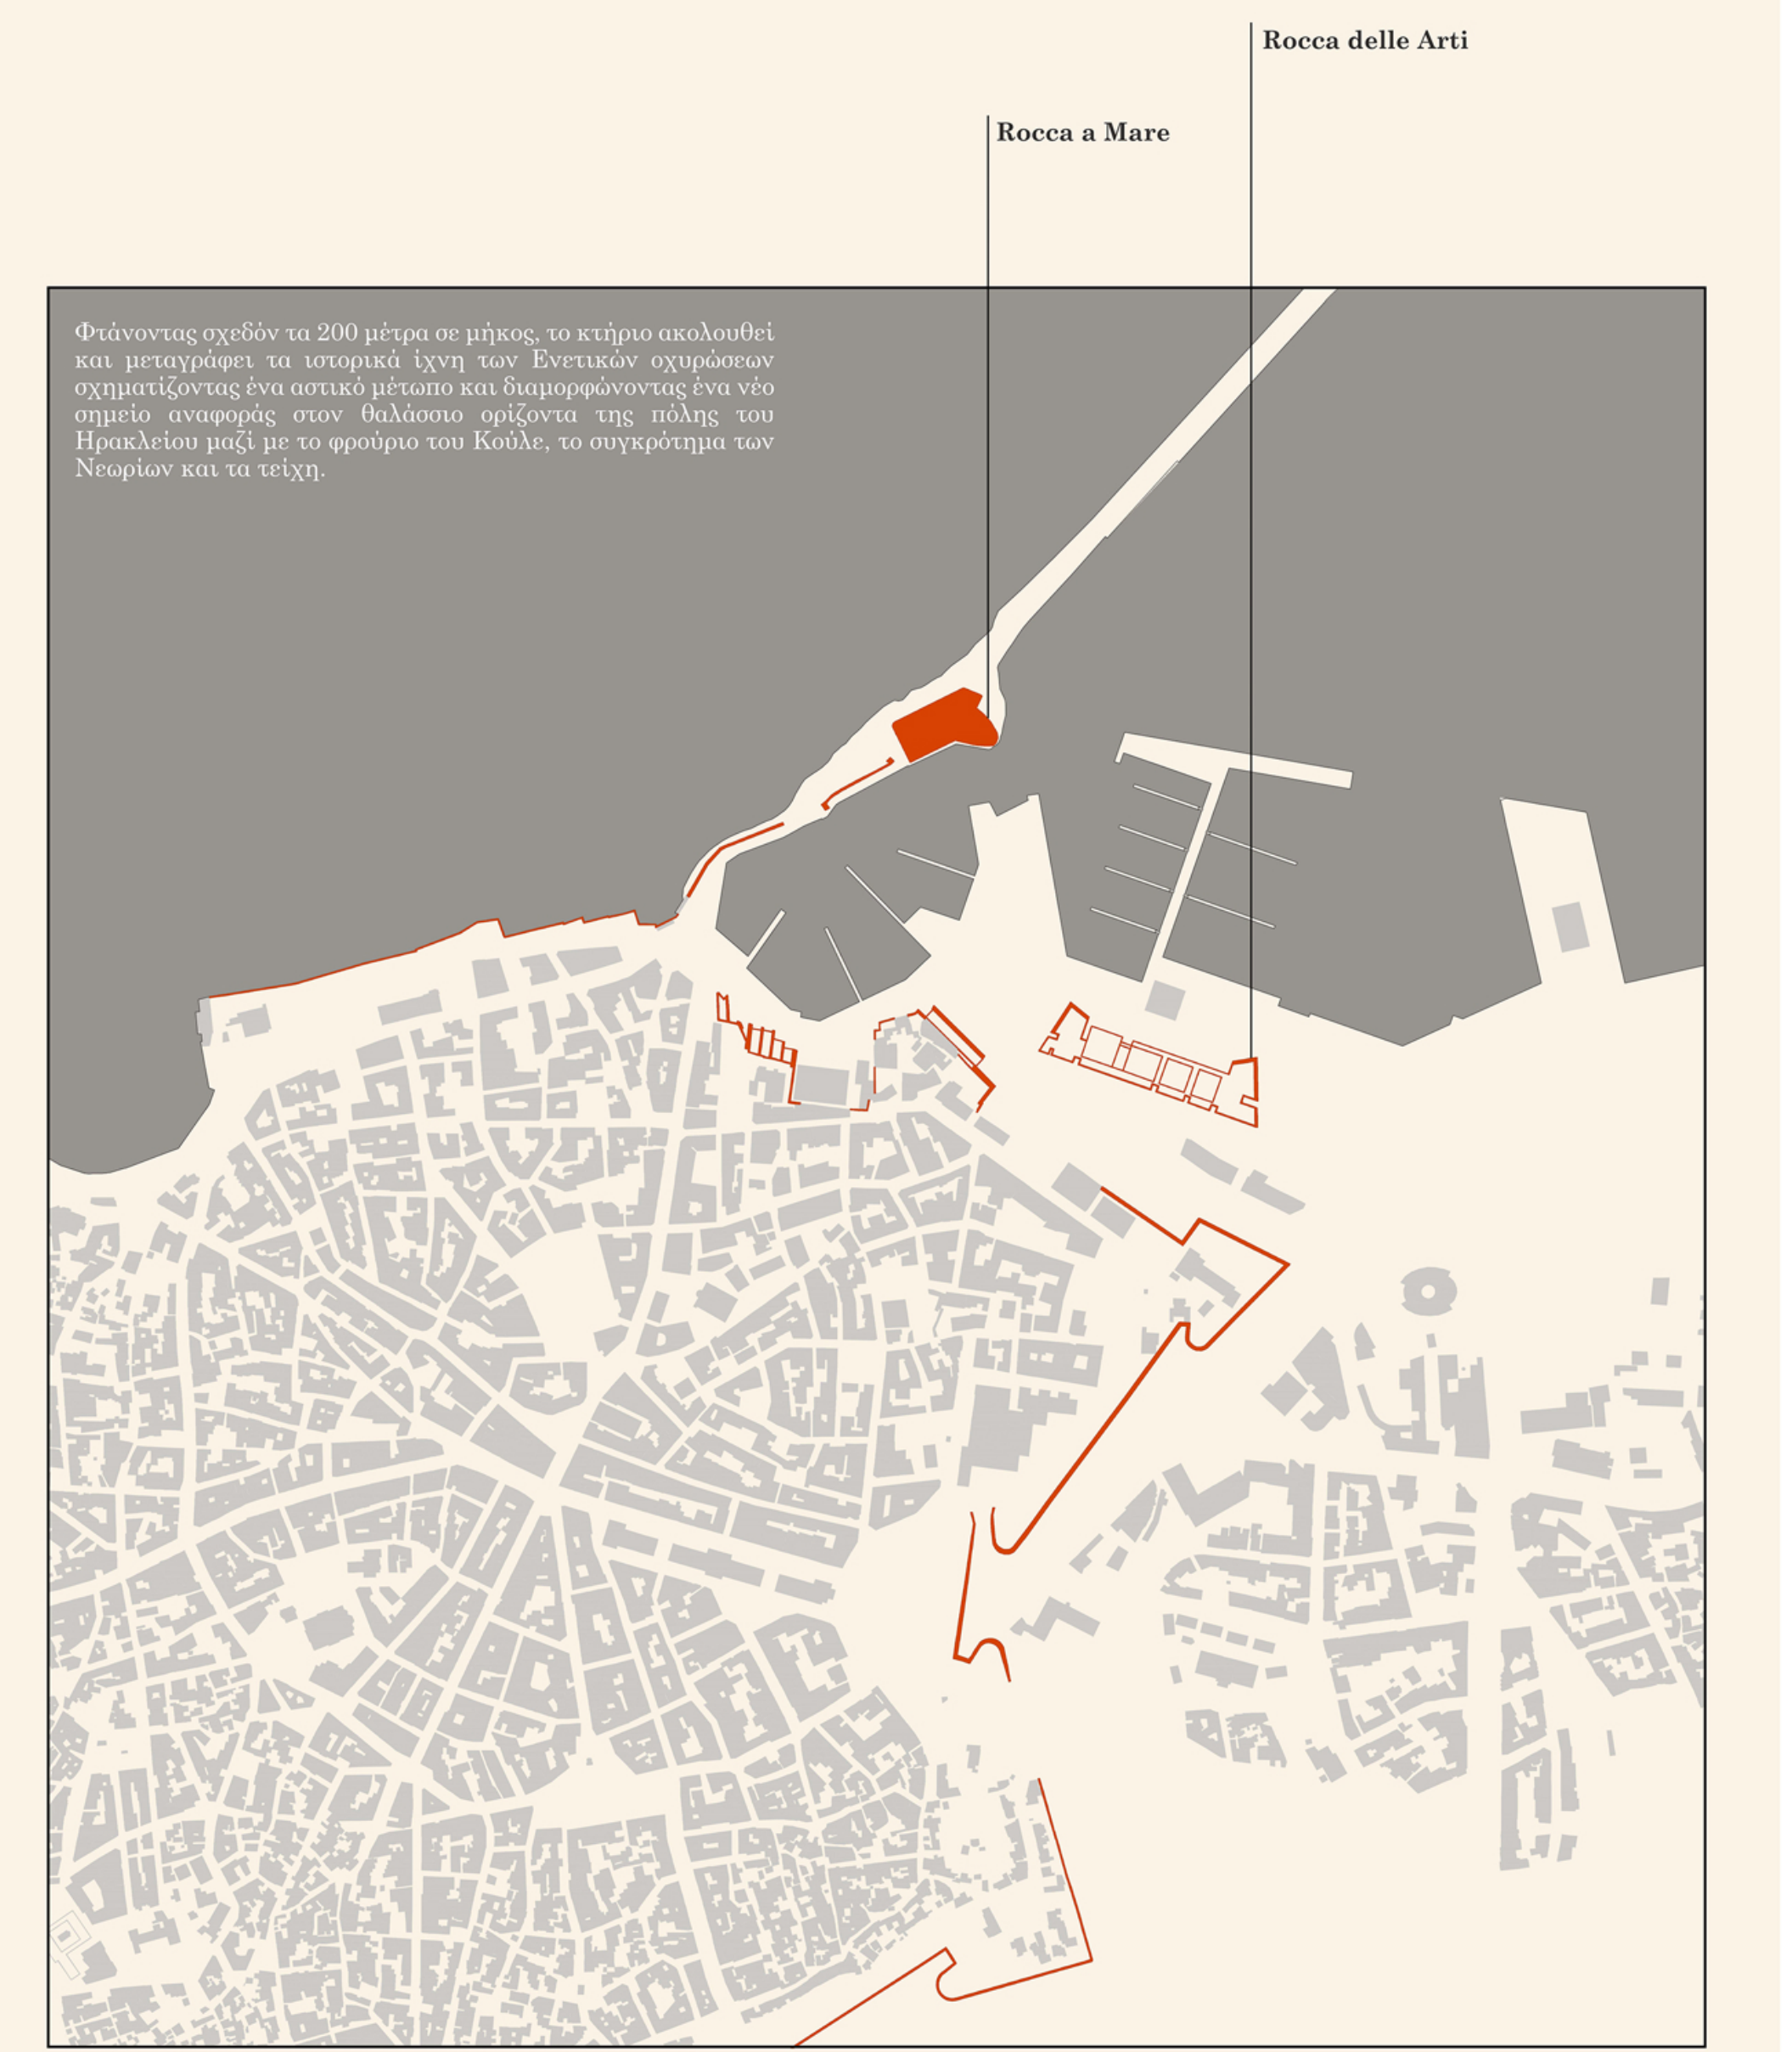 Rocca delle Arti
Rocca a Mare
Φτάνοντας σχεδόν τα 200 μέτρα σε μήκος, το κτήριο ακολουθεί
και μεταγράφει τα ιστορικά ίχνη των Ενετικών οχυρώσεων
σχηματίζοντας ένα αστικό μέτωπο και διαμορφώνοντας ένα νέο
σημείο αναφοράς στον θαλάσσιο ορίζοντα της πόλης του
Ηρακλείου μαζί με το φρούριο του Κούλε, το συγκρότημα των
Νεωρίων και τα τείχη.